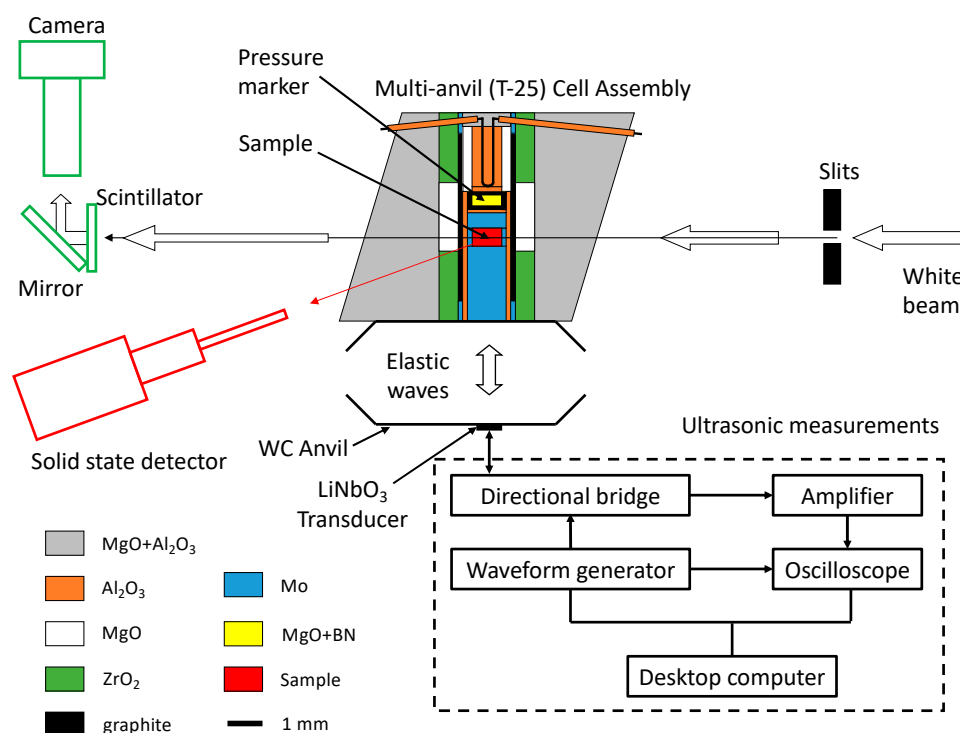 Camera
Pressure
marker
Multi-anvil (T-25) Cell Assembly
Sample
Slits
Scintillator
Mirror
White
beam
Elastic
waves
WC Anvil
Solid state detector
LiNbO₃
Transducer
Ultrasonic measurements
Directional bridge
Amplifier
Waveform generator
Oscilloscope
Desktop computer
MgO+Al₂O₃
Al₂O₃
MgO
ZrO₂
graphite
Mo
MgO+BN
Sample
1 mm